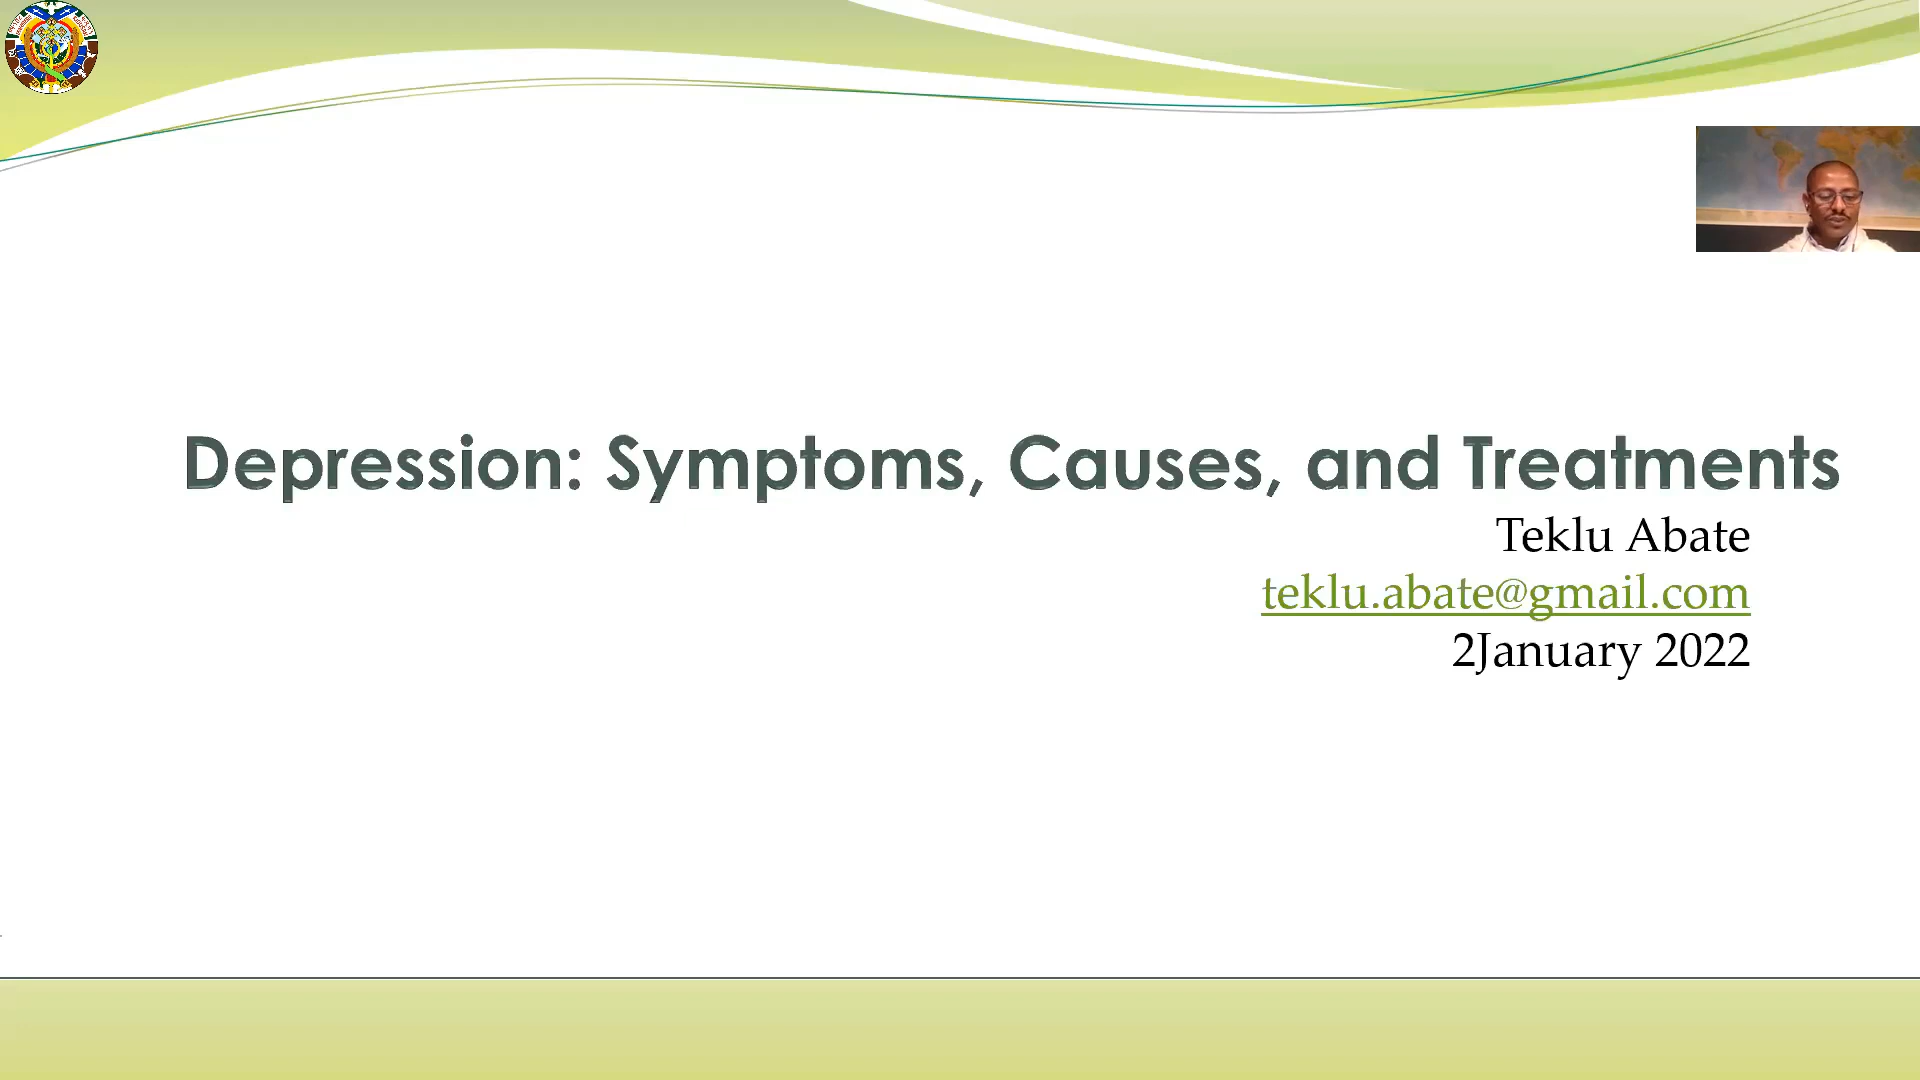 Depression: Symptoms, Causes, and Treatments
Teklu Abate
teklu.abate@gmail.com
2January 2022